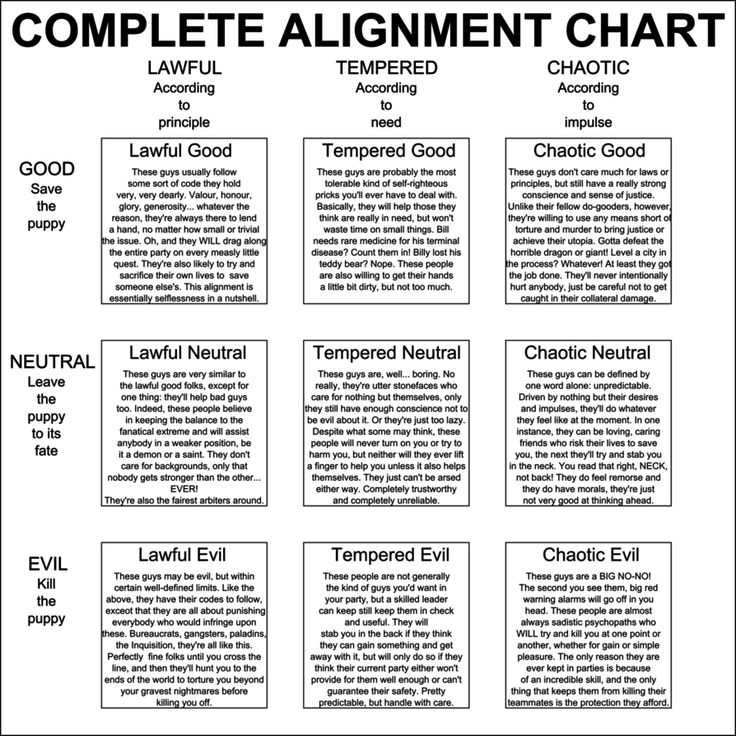 COMPLETE ALIGNMENT CHART
LAWFUL
According
to
principle
TEMPERED
According
to
need
CHAOTIC
According
to
impulse
GOOD
Save
the
puppy
Lawful Good
These guys usually follow
some sort of code they hold
very, very dearly. Valour, honour,
glory, generosity... whatever the
reason, they're always there to lend
a hand, no matter how small or trivial
the issue. Oh, and they WILL drag along
the entire party on every measly little
quest. They're also likely to try and
sacrifice their own lives to save
someone else's. This alignment is
essentially selflessness in a nutshell.
Tempered Good
These guys are probably the most
tolerable kind of self-righteous
pricks you'll ever have to deal with.
Basically, they will help those they
think are really in need, but won't
waste time on small things. Bill
needs rare medicine for his terminal
disease? Count them in! Billy lost his
teddy bear? Nope. These people
are also willing to get their hands
a little bit dirty, but not too much.
Chaotic Good
These guys don't care much for laws or
principles, but still have a really strong
conscience and sense of justice.
Unlike their fellow do-gooders, however,
they're willing to use any means short of
torture and murder to bring justice or
achieve their utopia. Gotta defeat the
horrible dragon or giant! Level a city in
the process? Whatever! At least they got
the job done. They'll never intentionally
hurt anybody, just be careful not to get
caught in their collateral damage.
NEUTRAL
Leave
the
puppy
to its
fate
Lawful Neutral
These guys are very similar to
the lawful good folks, except for
one thing: they'll help bad guys
too. Indeed, these people believe
in keeping the balance to the
fanatical extreme and will assist
anybody in a weaker position, be
it a demon or a saint. They don't
care for backgrounds, only that
nobody gets stronger than the other...
EVER!
They're also the fairest arbiters around.
Tempered Neutral
These guys are, well... boring. No
really, they're utter stonefaces who
care for nothing but themselves, only
they still have enough conscience not to
be evil about it. Or they're just too lazy.
Despite what some may think, these
people will never turn on you or try to
harm you, but neither will they ever lift
a finger to help you unless it also helps
themselves. They just can't be arsed
either way. Completely trustworthy
and completely unreliable.
Chaotic Neutral
These guys can be defined by
one word alone: unpredictable.
Driven by nothing but their desires
and impulses, they'll do whatever
they feel like at the moment. In one
instance, they can be loving, caring
friends who risk their lives to save
you, the next they'll try and stab you
in the neck. You read that right, NECK,
not back! They do feel remorse and
they do have morals, they're just
not very good at thinking ahead.
EVIL
Kill
the
puppy
Lawful Evil
These guys may be evil, but within
certain well-defined limits. Like the
above, they have their codes to follow,
exceot that they are all about punishing
everybody who would infringe upon
these. Bureaucrats, gangsters, paladins,
the Inquisition, they're all like this.
Perfectly fine folks until you cross the
line, and then they'll hunt you to the
ends of the world to torture you beyond
your gravest nightmares before
killing you off.
Tempered Evil
These people are not generally
the kind of guys you'd want in
your party, but a skilled leader
can keep still keep them in check
and useful. They will
stab you in the back if they think
they can gain something and get
away with it, but will only do so if they
think their current party either won't
provide for them well enough or can't
guarantee their safety. Pretty
predictable, but handle with care.
Chaotic Evil
These guys are a BIG NO-NO!
The second you see them, big red
warning alarms will go off in you
head. These people are almost
always sadistic psychopaths who
WILL try and kill you at one point or
another, whether for gain or simple
pleasure. The only reason they are
ever kept in parties is because
of an incredible skill, and the only
thing that keeps them from killing their
teammates is the protection they afford.